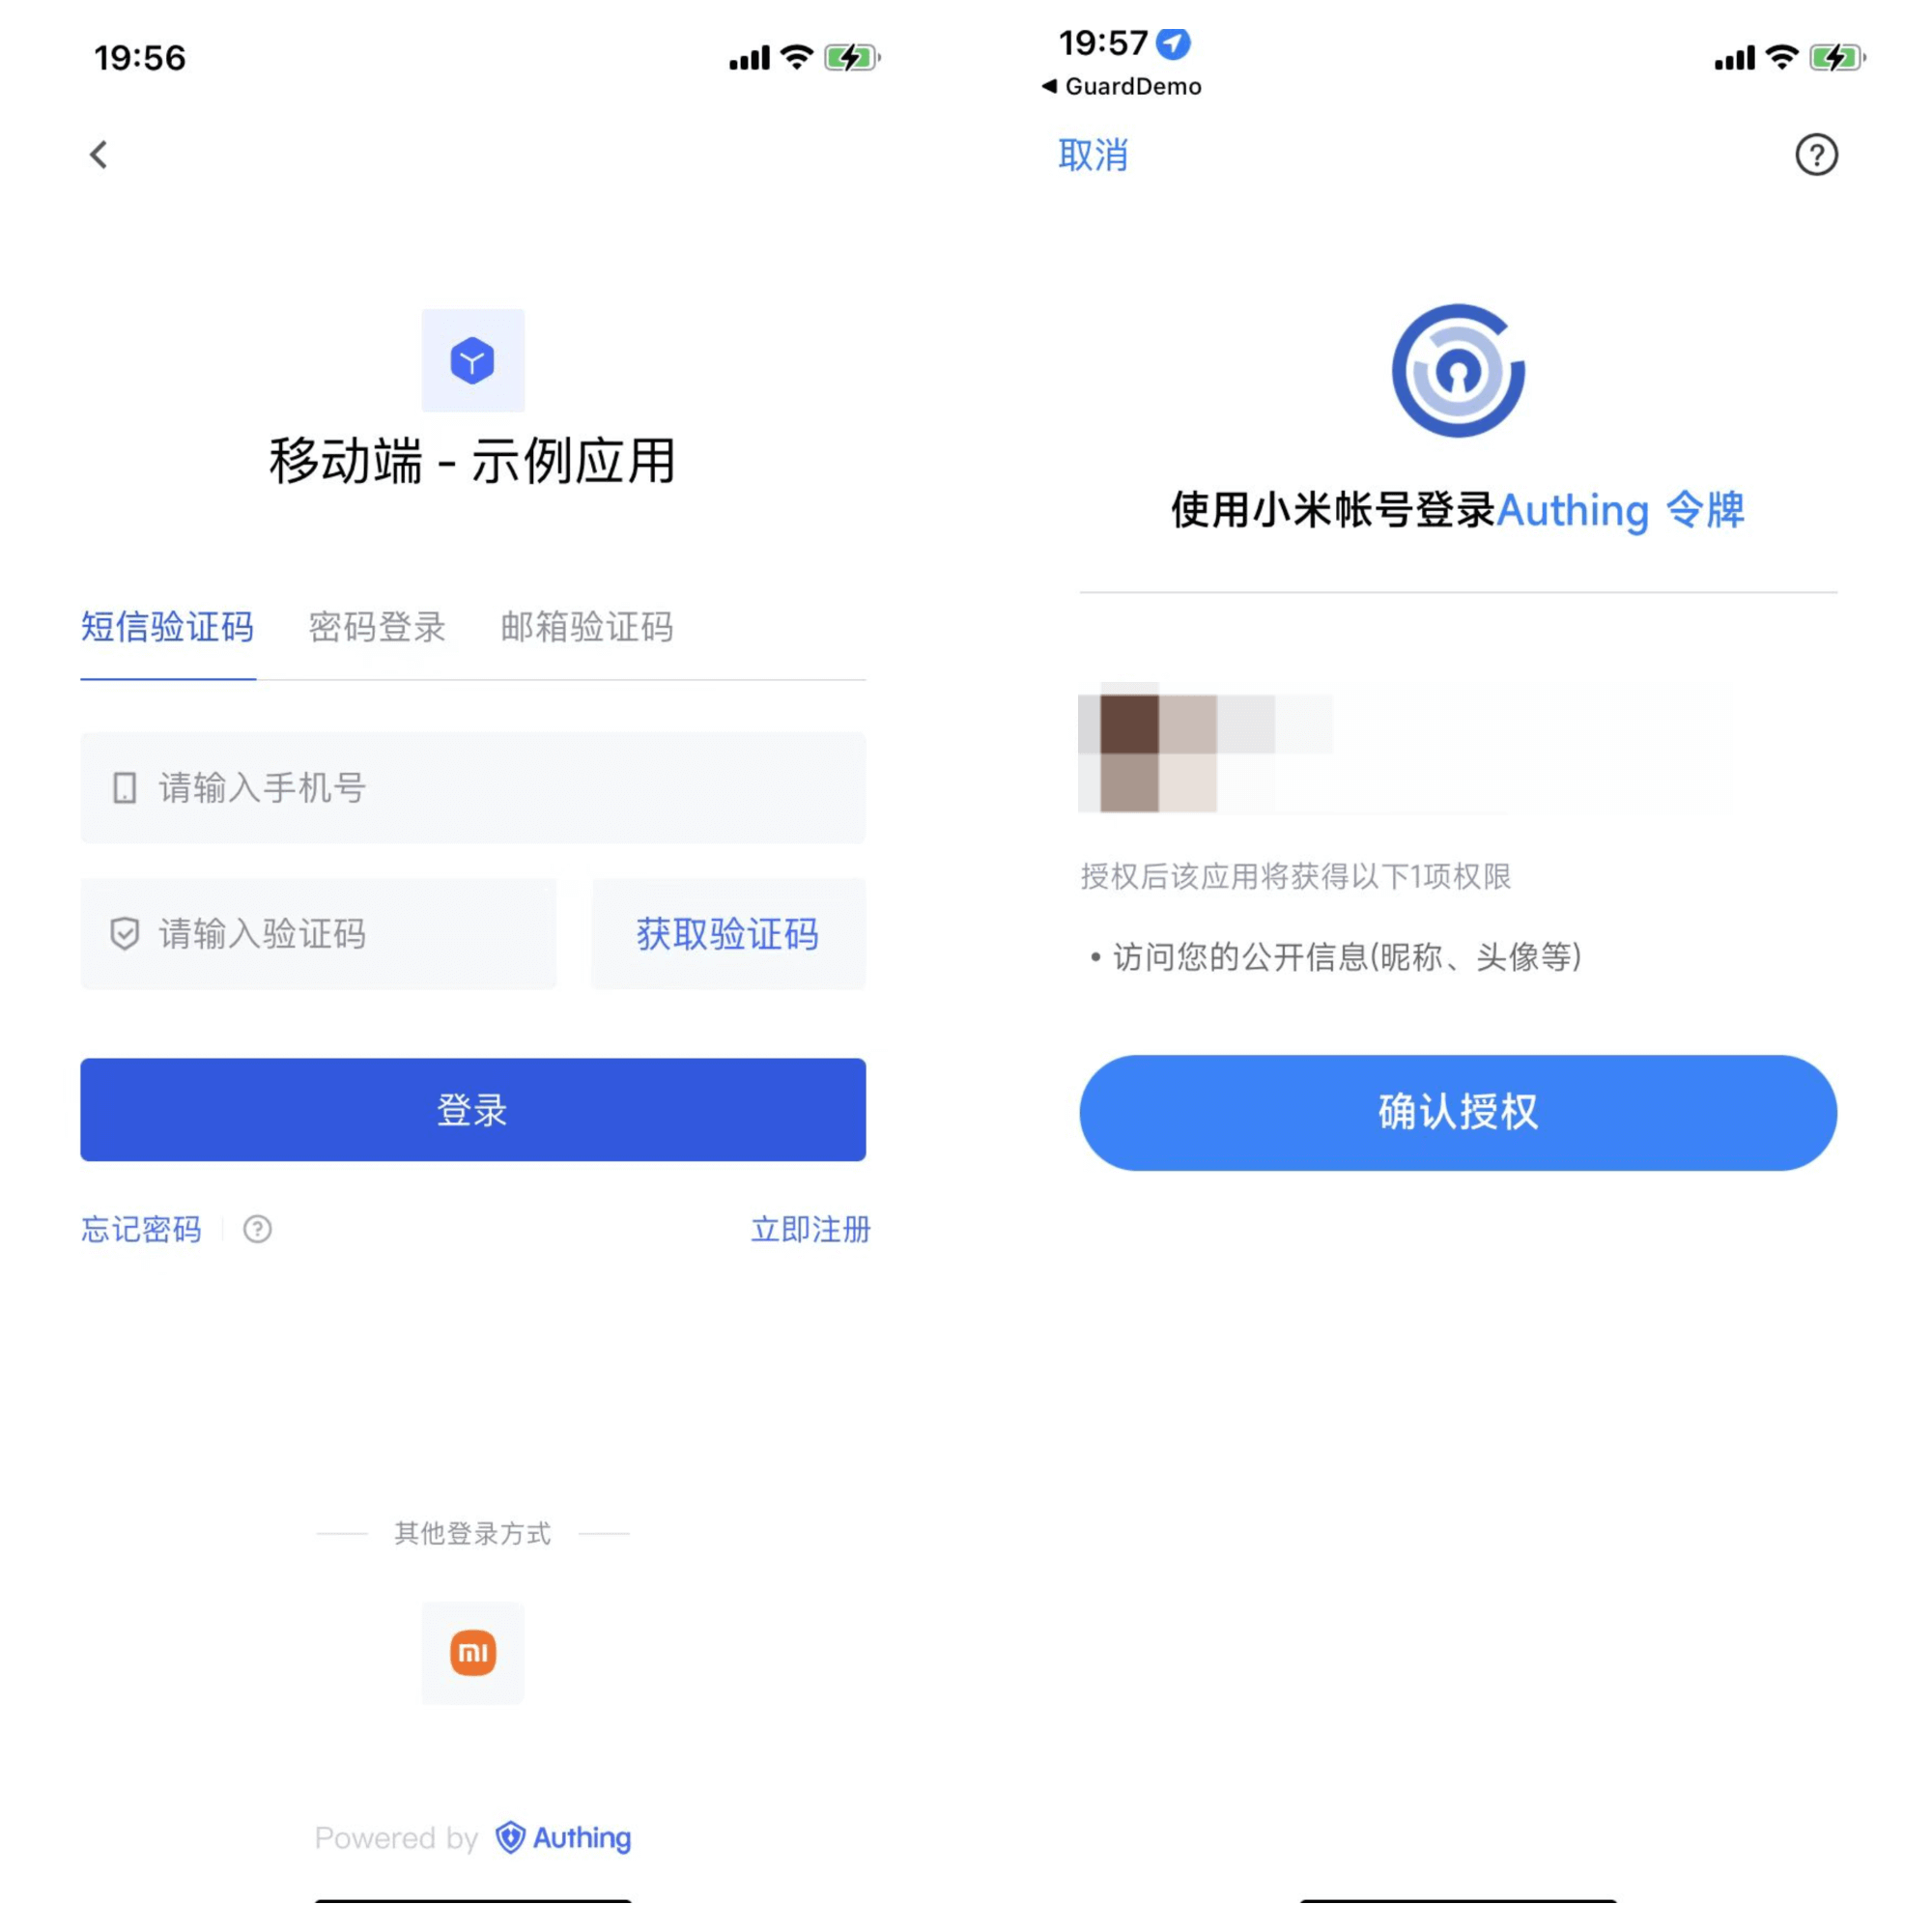 19:56
移动端 - 示例应用
短信验证码 密码登录 邮箱验证码
请输入手机号
请输入验证码 获取验证码
登录
忘记密码 立即注册
其他登录方式
Powered by Authing
19:57
GuardDemo
取消
使用小米帐号登录Authing 令牌
授权后该应用将获得以下1项权限
• 访问您的公开信息(昵称、头像等)
确认授权